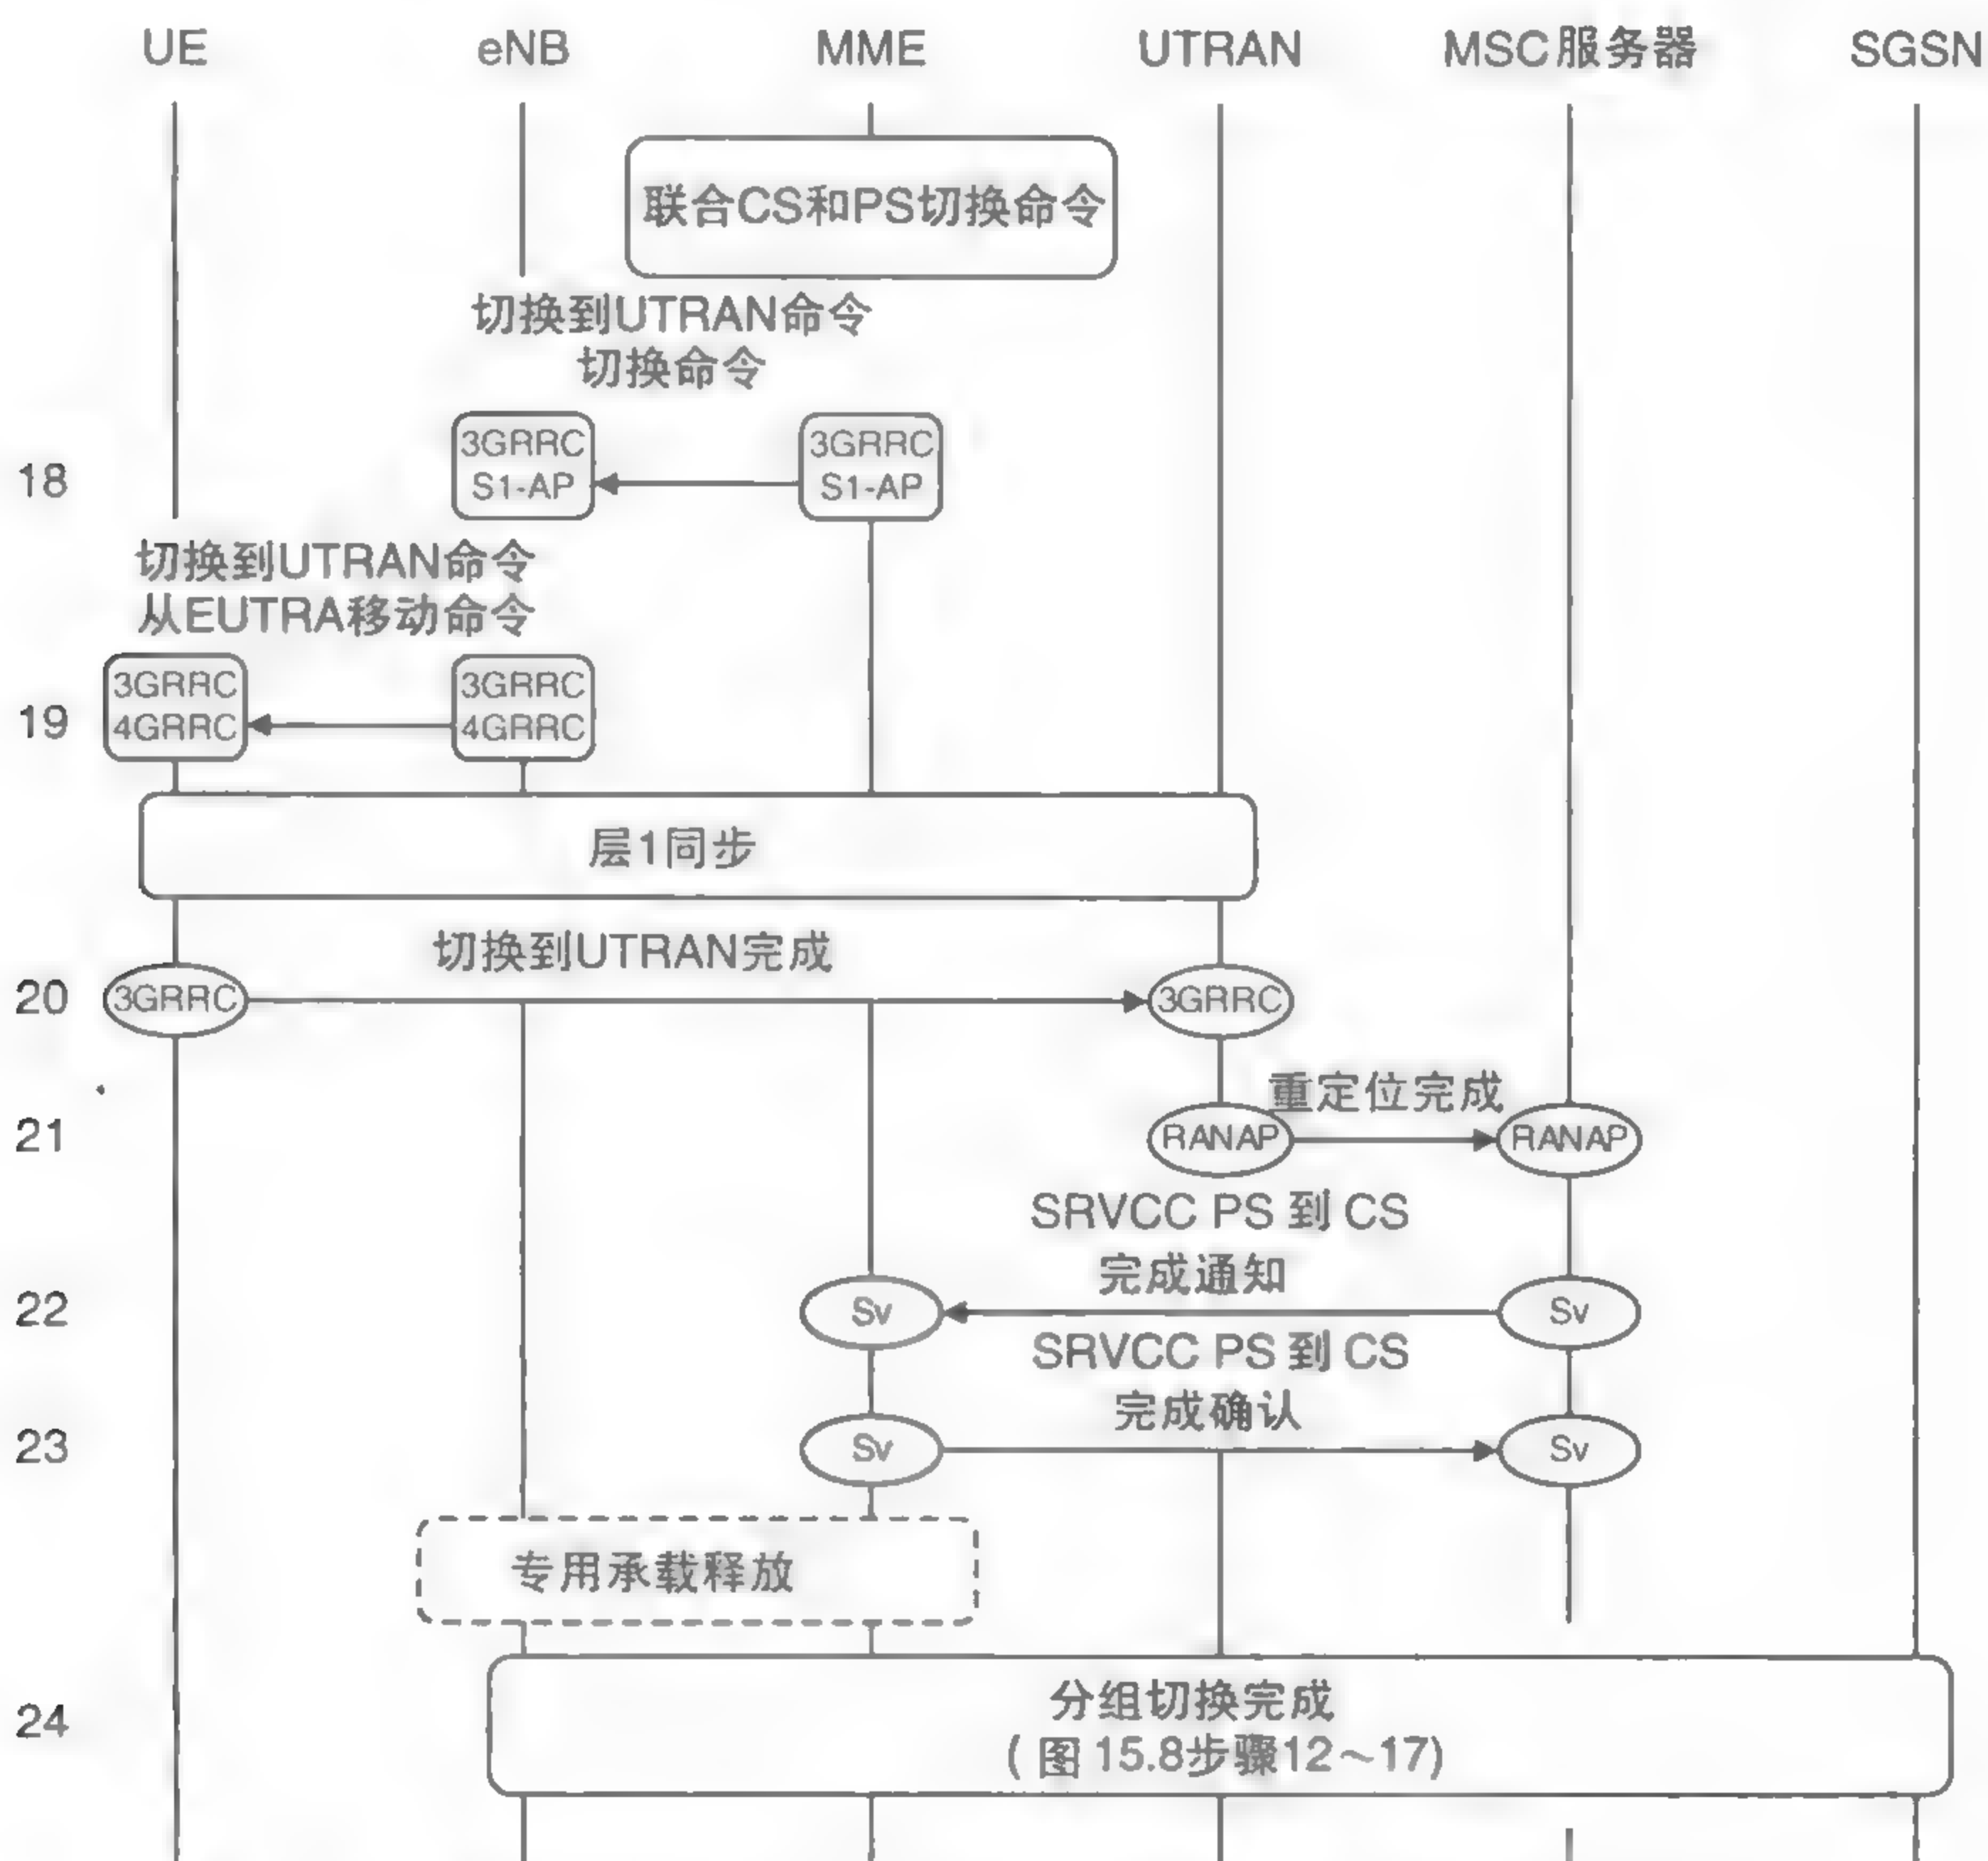 UE eNB MME UTRAN MSC服务器 SGSN
联合CS和PS切换命令
切换到UTRAN命令
切换命令
3GRRC 3GRRC
18 S1-AP S1-AP
切换到UTRAN命令
从EUTRA移动命令
3GRRC 3GRRC
19 4GRRC 4GRRC
层1同步
切换到UTRAN完成
20 3GRRC 3GRRC
重定位完成
21 RANAP RANAP
SRVCC PS 到 CS
完成通知
22 Sv Sv
SRVCC PS 到 CS
完成确认
23 Sv Sv
专用承载释放
分组切换完成
24
(图 15.8步骤12~17)